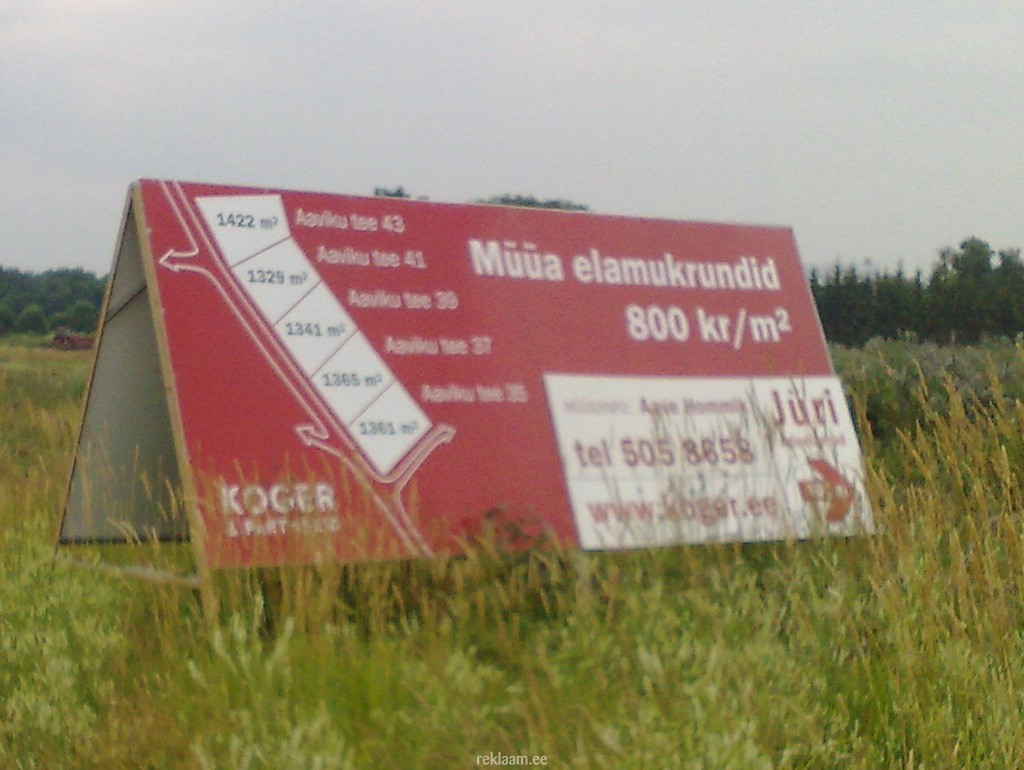 1422 m²
Aaviku tee 43
1329 m²
Aaviku tee 41
1341 m²
Aaviku tee 39
1365 m²
Aaviku tee 37
1361 m²
Aaviku tee 35
Müüa elamukrundid
800 kr/m²
tel 505 8658
www.koger.ee
Jüri
KOGER
reklaam.ee